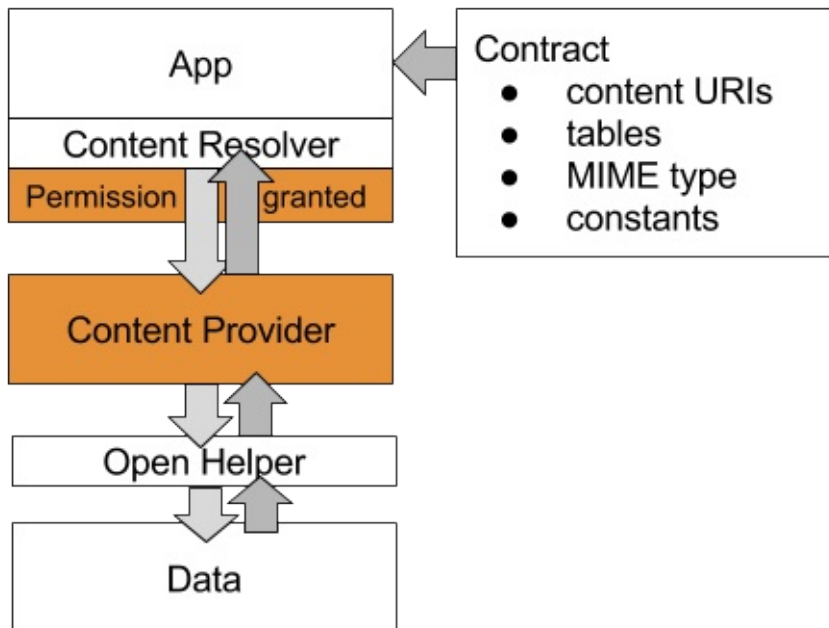 App
Content Resolver
Permission granted
Content Provider
Open Helper
Data
Contract
● content URIs
● tables
● MIME type
● constants